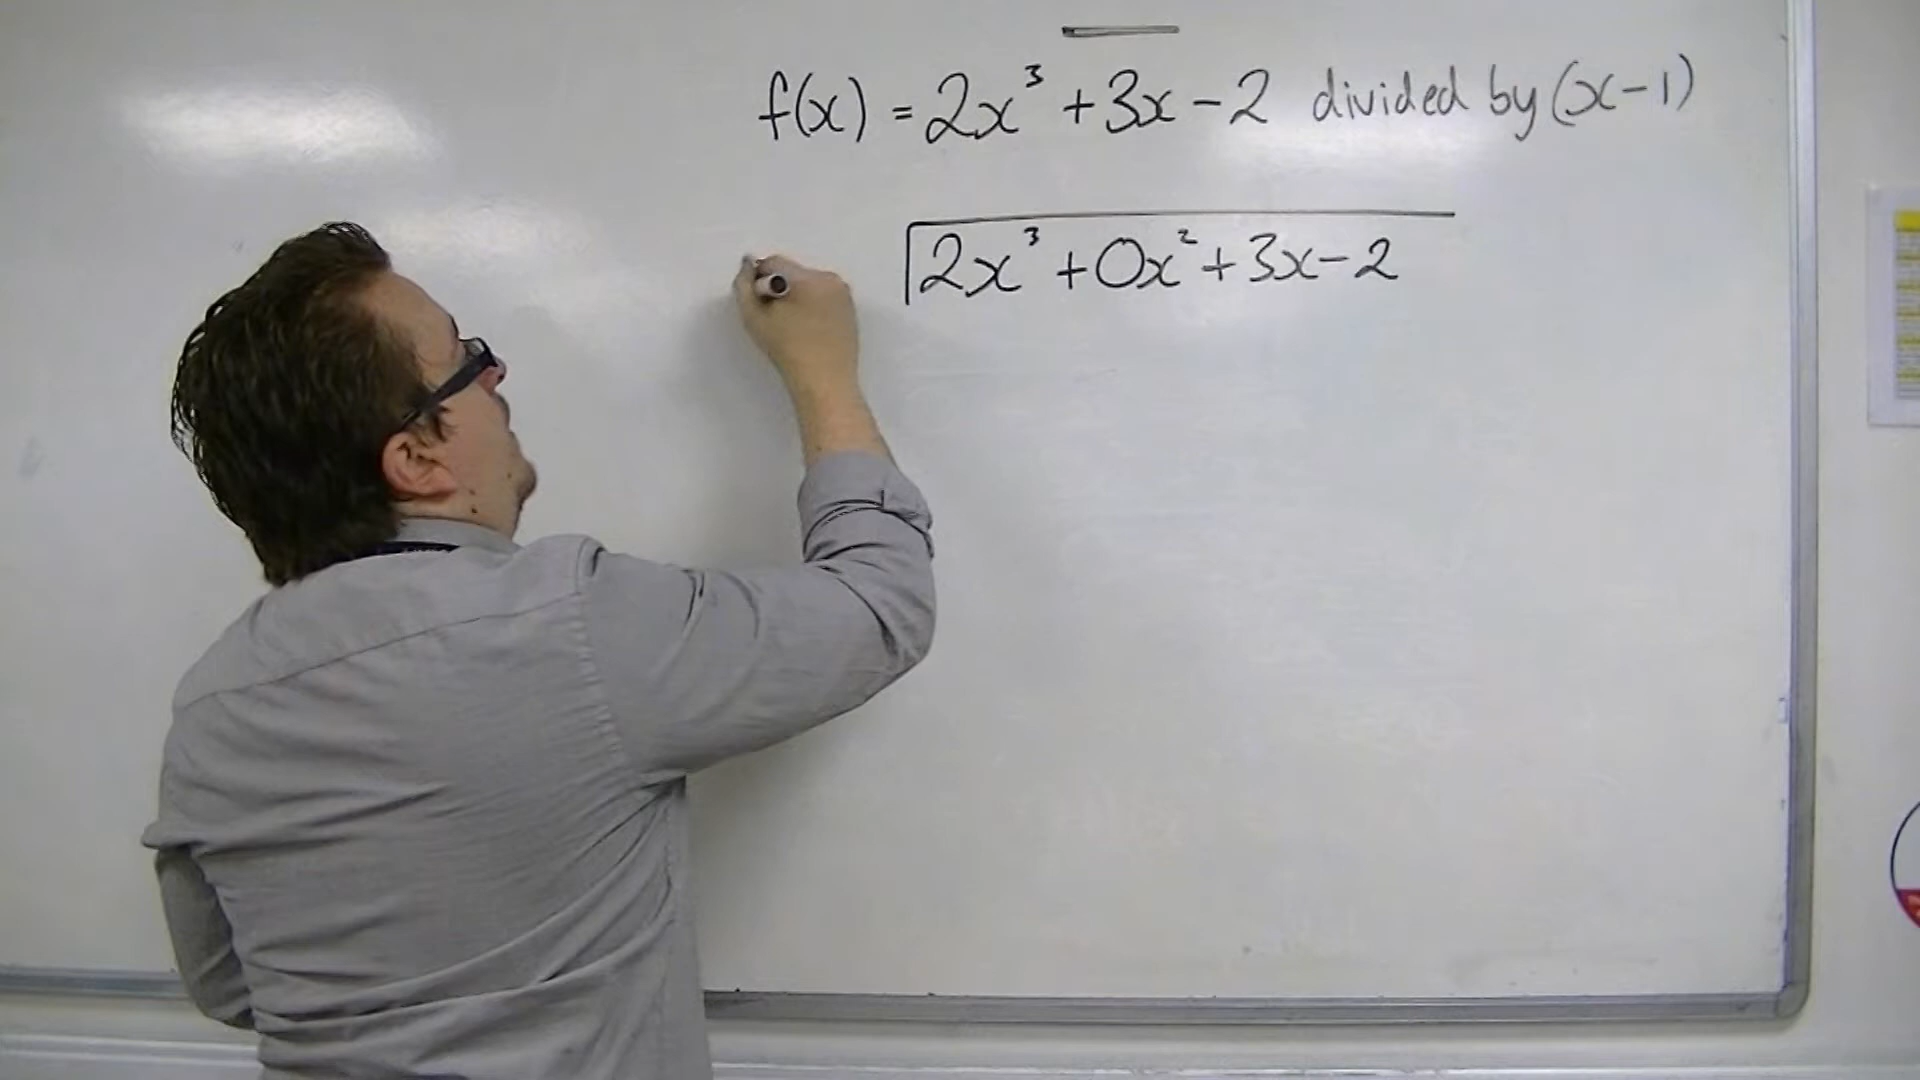 f(x) = 2x³ + 3x - 2 divided by (x-1)
2x³ + 0x² + 3x - 2